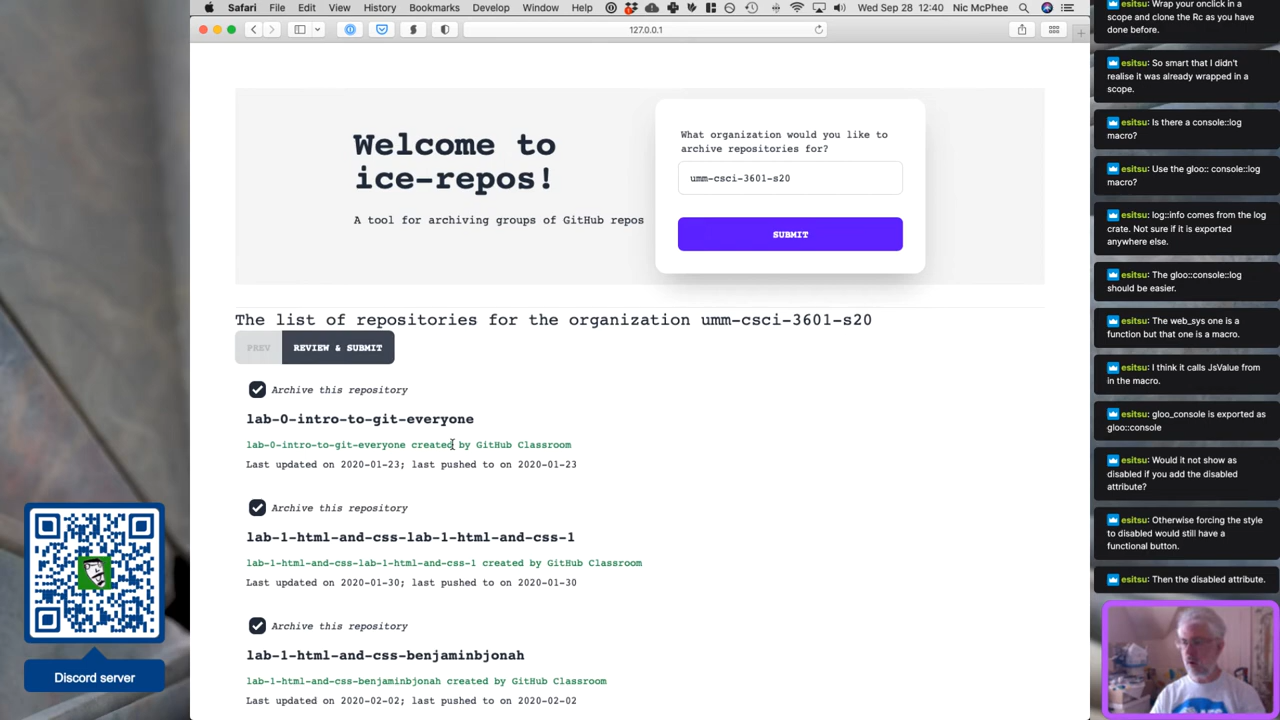 Safari File Edit View History Bookmarks Develop Window Help Wed Sep 28 12:40 Nic McPhee
127.0.0.1
Welcome to
ice-repos!
A tool for archiving groups of GitHub repos
What organization would you like to
archive repositories for?
umm-csci-3601-s20
SUBMIT
The list of repositories for the organization umm-csci-3601-s20
PREV REVIEW & SUBMIT
Archive this repository
lab-0-intro-to-git-everyone
lab-0-intro-to-git-everyone created by GitHub Classroom
Last updated on 2020-01-23; last pushed to on 2020-01-23
Archive this repository
lab-1-html-and-css-lab-1-html-and-css-1
lab-1-html-and-css-lab-1-html-and-css-1 created by GitHub Classroom
Last updated on 2020-01-30; last pushed to on 2020-01-30
Archive this repository
lab-1-html-and-css-benjaminbjonah
lab-1-html-and-css-benjaminbjonah created by GitHub Classroom
Last updated on 2020-02-02; last pushed to on 2020-02-02
Discord server
esitsu: Wrap your onclick in a
scope and clone the Rc as you have
done before.
esitsu: So smart that I didn't
realise it was already wrapped in a
scope.
esitsu: Is there a console::log
macro?
esitsu: Use the gloo:: console::log
macro?
esitsu: log::info comes from the log
crate. Not sure if it is exported
anywhere else.
esitsu: The gloo::console::log
should be easier.
esitsu: The web_sys one is a
function but that one is a macro.
esitsu: I think it calls JsValue from
in the macro.
esitsu: gloo_console is exported as
gloo::console
esitsu: Would it not show as
disabled if you add the disabled
attribute?
esitsu: Otherwise forcing the style
to disabled would still have a
functional button.
esitsu: Then the disabled attribute.